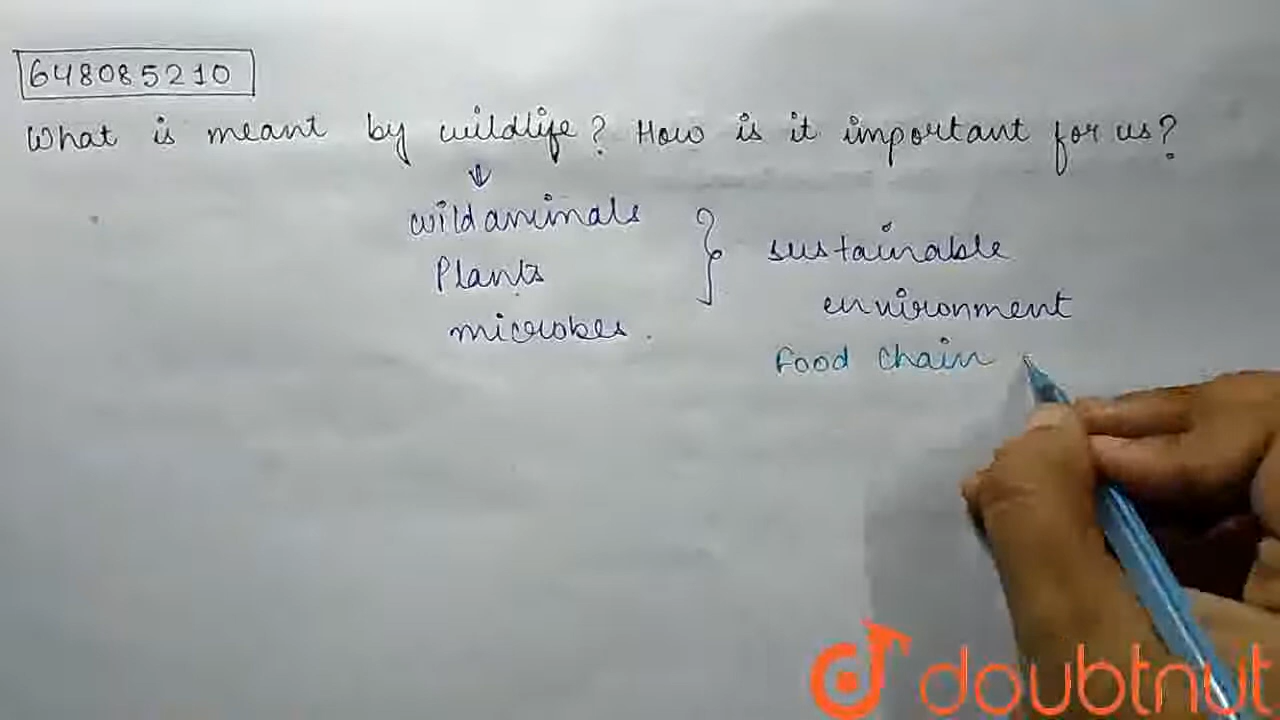 648085210
What is meant by wildlife? How is it important for us?
wild animals
Plants
microbes.
sustainable
environment
Food chain
doubtnut